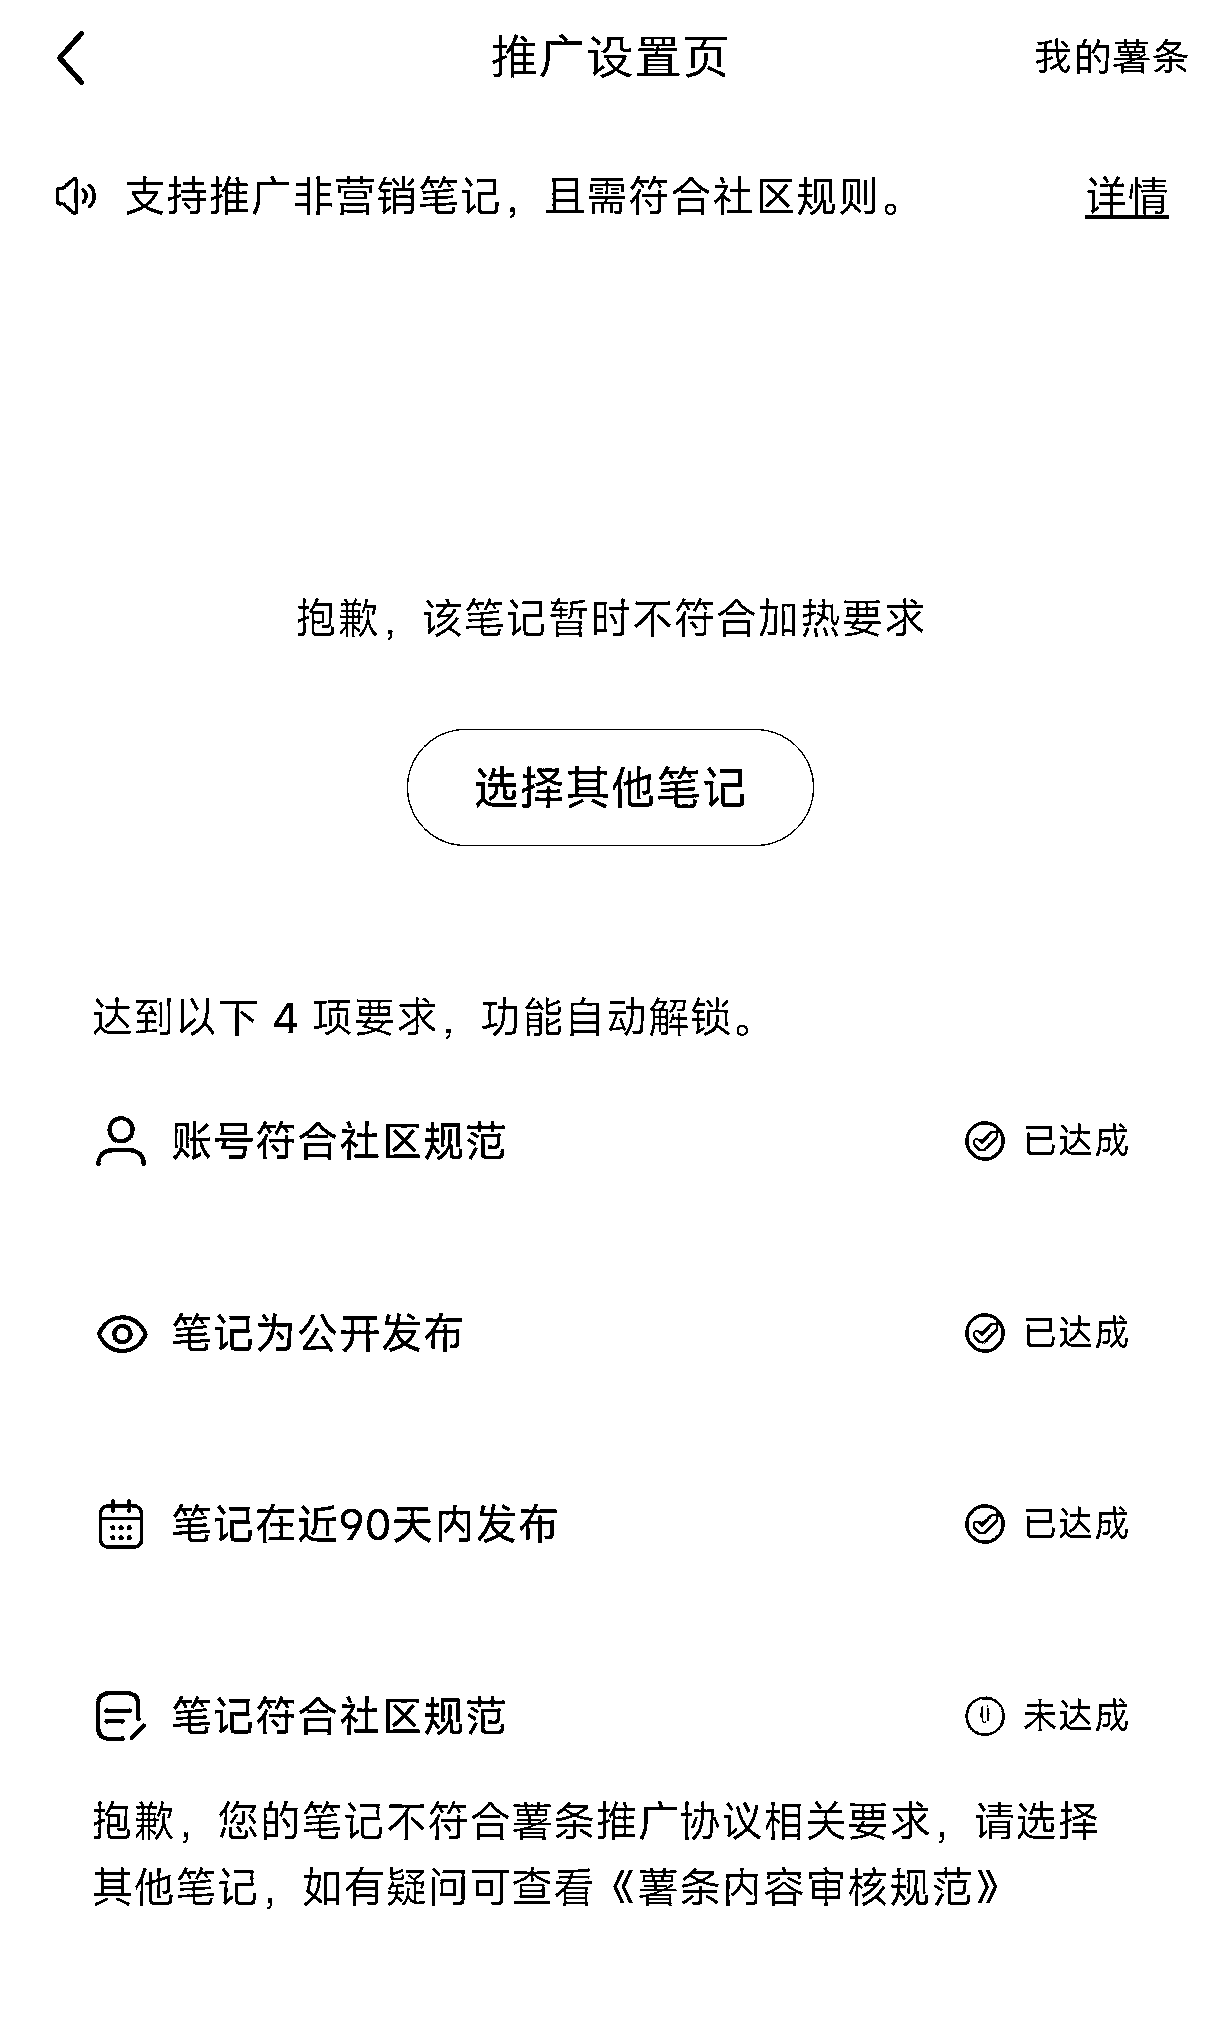 推广设置页
我的薯条
支持推广非营销笔记，且需符合社区规则。
详情
抱歉，该笔记暂时不符合加热要求
选择其他笔记
达到以下 4 项要求，功能自动解锁。
账号符合社区规范
已达成
笔记为公开发布
已达成
笔记在近90天内发布
已达成
笔记符合社区规范
未达成
抱歉，您的笔记不符合薯条推广协议相关要求，请选择
其他笔记，如有疑问可查看《薯条内容审核规范》